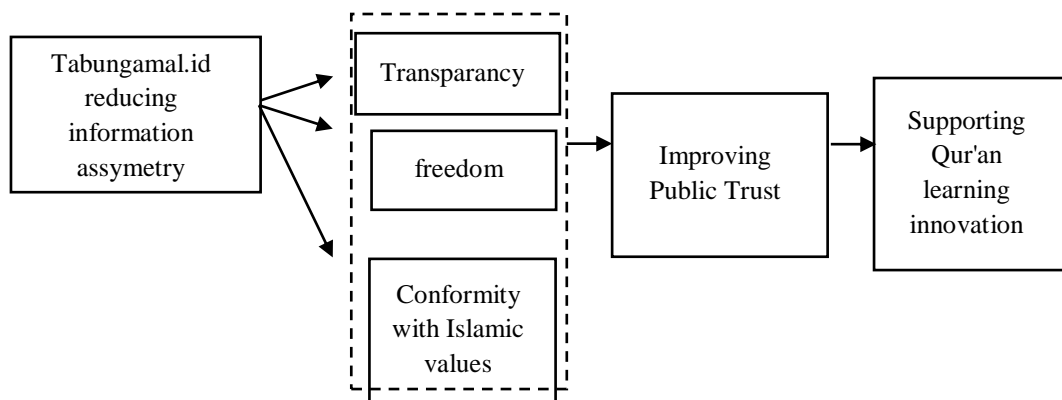 Tabungamal.id
reducing
information
assymetry
Transparancy
freedom
Conformity
with Islamic
values
Improving
Public Trust
Supporting
Qur'an
learning
innovation